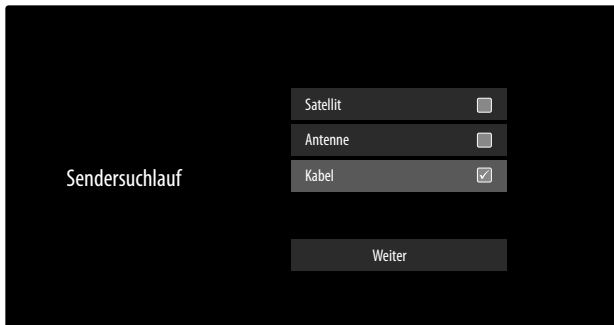 Satellit
Antenne
Sendersuchlauf
Kabel
Weiter